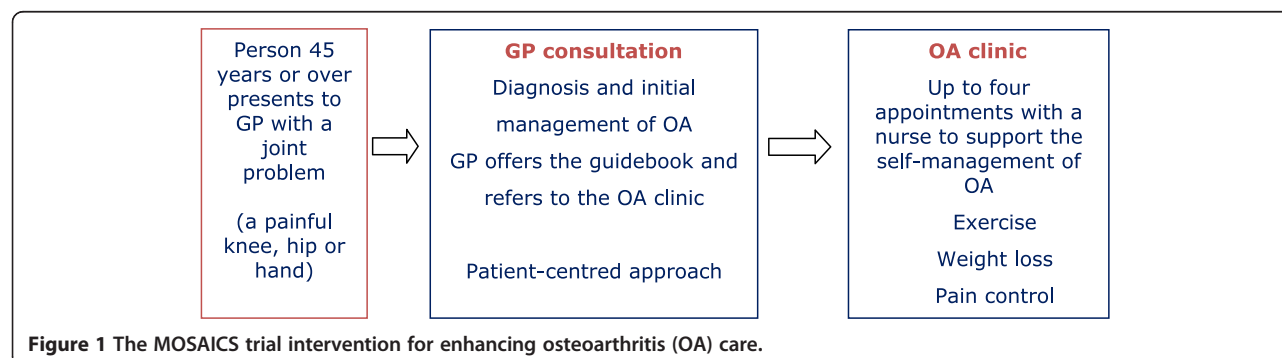 Person 45
years or over
presents to
GP with a
joint
problem
(a painful
knee, hip or
hand)
GP consultation
Diagnosis and initial
management of OA
GP offers the guidebook and
refers to the OA clinic
Patient-centred approach
OA clinic
Up to four
appointments with a
nurse to support the
self-management of
OA
Exercise
Weight loss
Pain control
Figure 1 The MOSAICS trial intervention for enhancing osteoarthritis (OA) care.